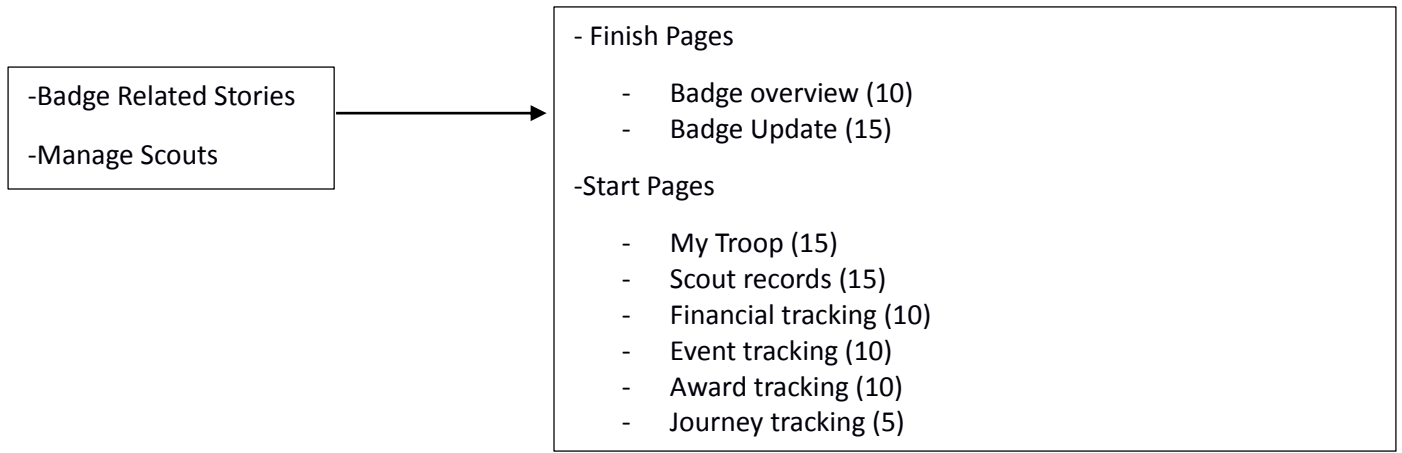 -Badge Related Stories
-Manage Scouts
- Finish Pages
- Badge overview (10)
- Badge Update (15)
-Start Pages
- My Troop (15)
- Scout records (15)
- Financial tracking (10)
- Event tracking (10)
- Award tracking (10)
- Journey tracking (5)